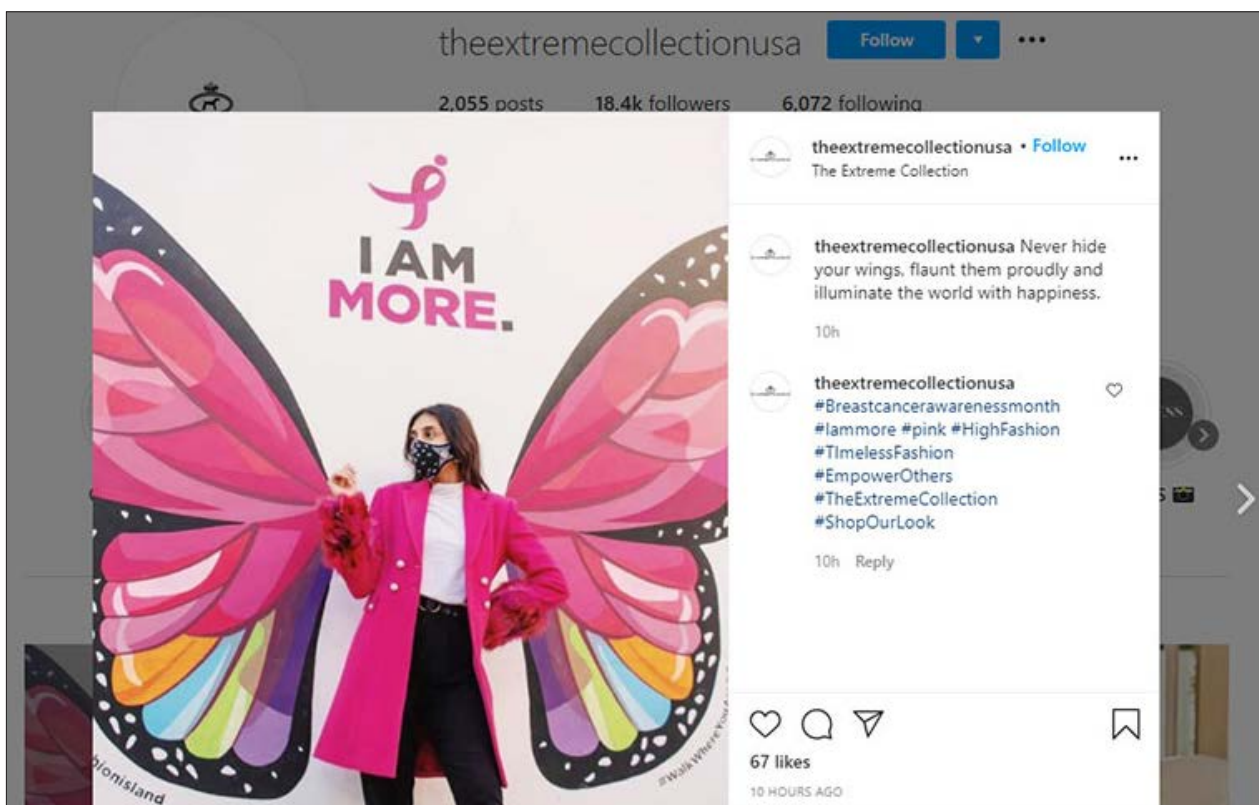 theextremecollectionusa Follow
2,055 posts 18.4k followers 6,072 following
I AM
MORE.
#WalkWhereYou
theextremecollectionusa • Follow
The Extreme Collection
theextremecollectionusa Never hide
your wings, flaunt them proudly and
illuminate the world with happiness.
10h
theextremecollectionusa
#Breastcancerawarenessmonth
#Iammore #pink #HighFashion
#TImelessFashion
#EmpowerOthers
#TheExtremeCollection
#ShopOurLook
10h Reply
67 likes
10 HOURS AGO